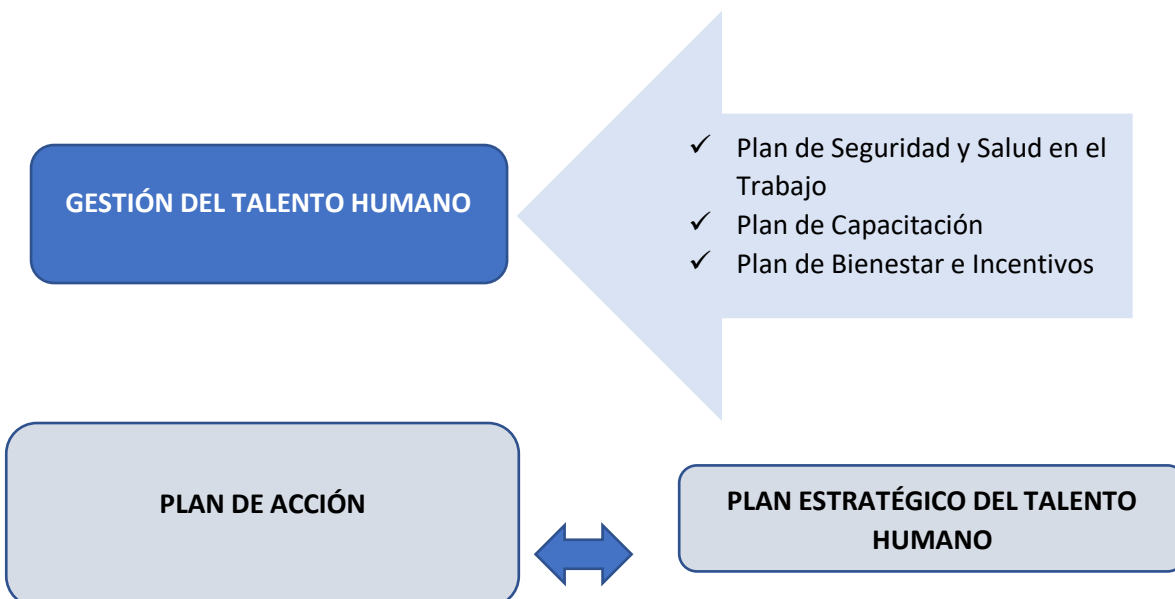 GESTIÓN DEL TALENTO HUMANO
✓ Plan de Seguridad y Salud en el
Trabajo
✓ Plan de Capacitación
✓ Plan de Bienestar e Incentivos
PLAN DE ACCIÓN
PLAN ESTRATÉGICO DEL TALENTO
HUMANO